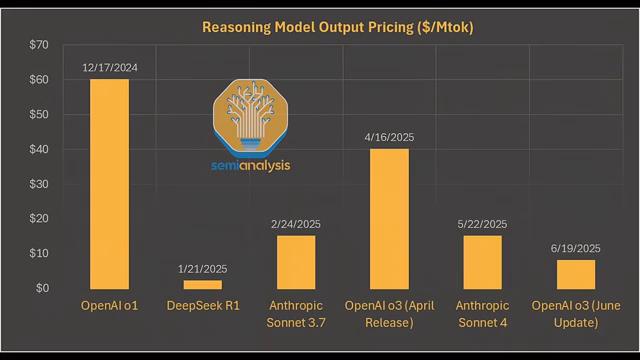 Reasoning Model Output Pricing ($/Mtok)
$70
$60
$50
$40
$30
$20
$10
$0
12/17/2024
1/21/2025
2/24/2025
4/16/2025
5/22/2025
6/19/2025
semianalysis
OpenAI o1
DeepSeek R1
Anthropic
Sonnet 3.7
OpenAI o3 (April
Release)
Anthropic
Sonnet 4
OpenAI o3 (June
Update)